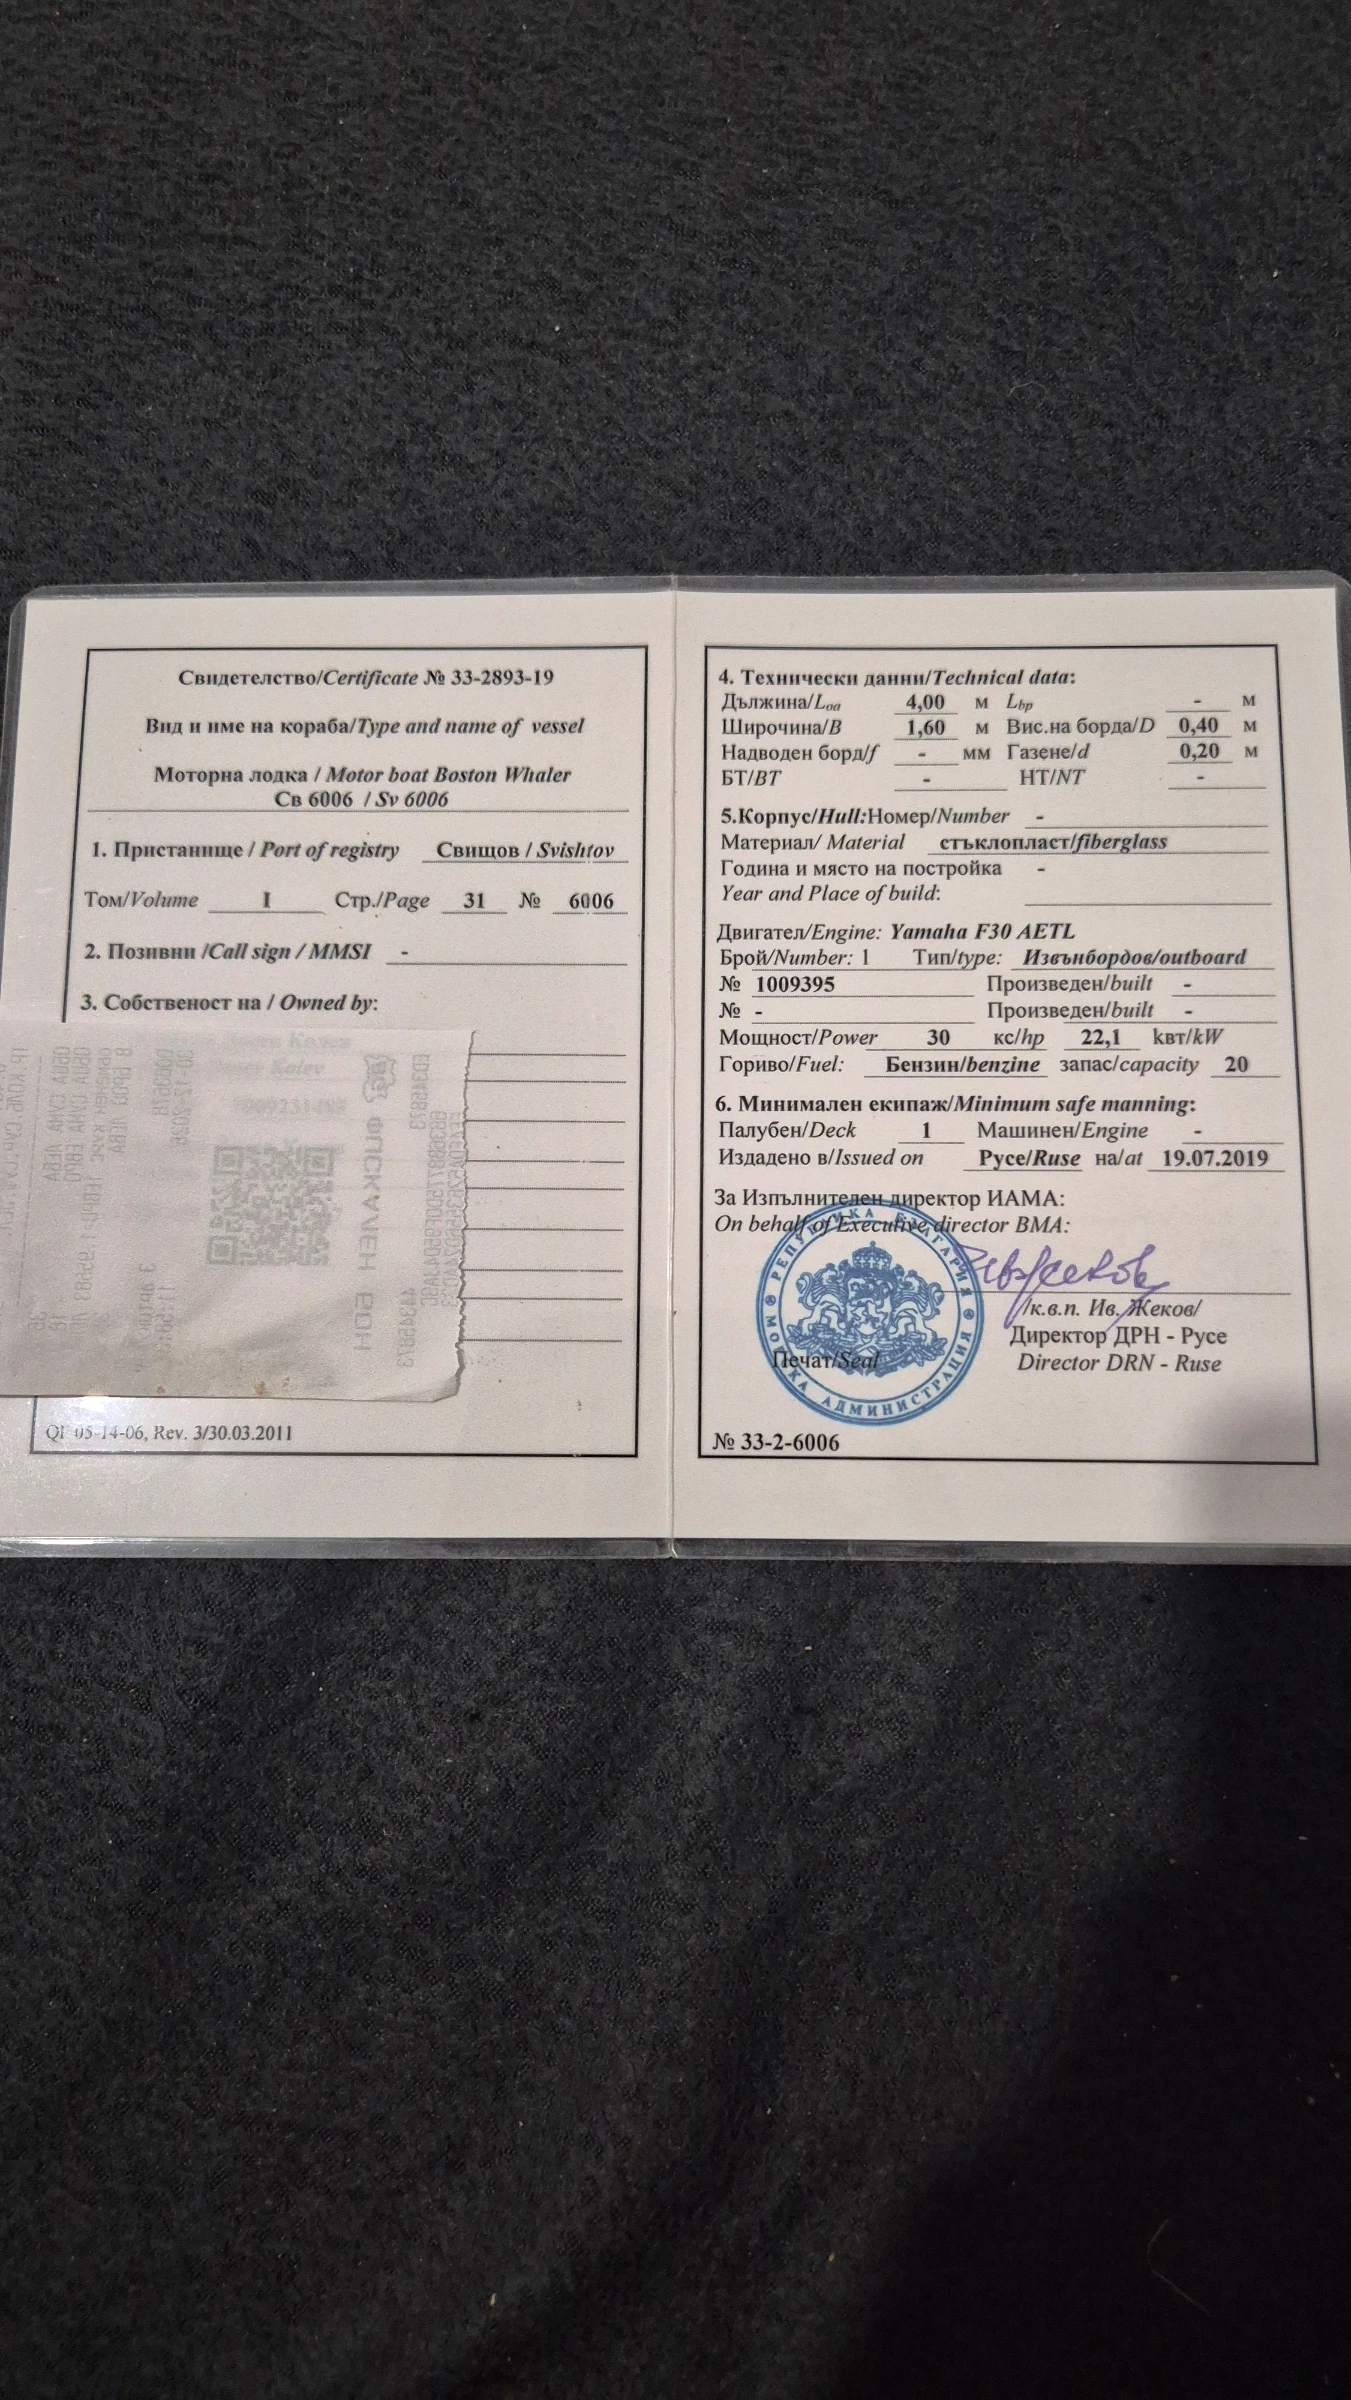 Свидетелство/Certificate № 33-2893-19
Вид и име на кораба/Type and name of vessel
Моторна лодка / Motor boat Boston Whaler
Св 6006 / Sv 6006
1. Пристанище / Port of registry Свищов / Svishtov
Том/Volume I Стр./Page 31 № 6006
2. Позивни /Call sign / MMSI -
3. Собственост на / Owned by:
ФИСКАЛЕН БОН
05-14-06, Rev. 3/30.03.2011
4. Технически данни/Technical data:
Дължина/Loa 4,00 м Lbp - м
Широчина/B 1,60 м Вис.на борда/D 0,40 м
Надводен борд/f - мм Газене/d 0,20 м
БТ/BT - НТ/NT -
5.Корпус/Hull:Номер/Number -
Материал/ Material стъклопласт/fiberglass
Година и място на постройка -
Year and Place of build:
Двигател/Engine: Yamaha F30 AETL
Брой/Number: 1 Тип/type: Извънбордов/outboard
№ 1009395 Произведен/built -
№ - Произведен/built -
Мощност/Power 30 кс/hp 22,1 квт/kW
Гориво/Fuel: Бензин/benzine запас/capacity 20
6. Минимален екипаж/Minimum safe manning:
Палубен/Deck 1 Машинен/Engine -
Издадено в/Issued on Русе/Ruse на/at 19.07.2019
За Изпълнителен директор ИАМА:
On behalf of Executive director BMA:
РЕПУБЛИКА БЪЛГАРИЯ
МОРСКА АДМИНИСТРАЦИЯ
/к.в.п. Ив. Жеков/
Директор ДРН - Русе
Печат/Seal Director DRN - Ruse
№ 33-2-6006